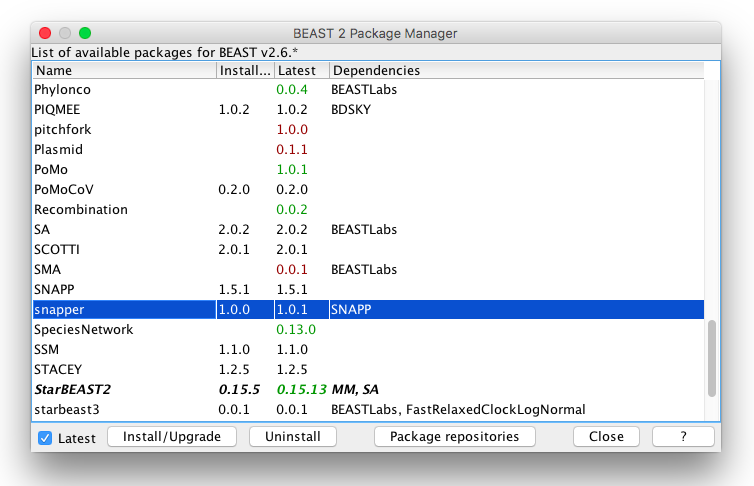 BEAST 2 Package Manager
List of available packages for BEAST v2.6.*
Name Install... Latest Dependencies
Phylonco 0.0.4 BEASTLabs
PIQMEE 1.0.2 1.0.2 BDSKY
pitchfork 1.0.0
Plasmid 0.1.1
PoMo 1.0.1
PoMoCoV 0.2.0 0.2.0
Recombination 0.0.2
SA 2.0.2 2.0.2 BEASTLabs
SCOTTI 2.0.1 2.0.1
SMA 0.0.1 BEASTLabs
SNAPP 1.5.1 1.5.1
snapper 1.0.0 1.0.1 SNAPP
SpeciesNetwork 0.13.0
SSM 1.1.0 1.1.0
STACEY 1.2.5 1.2.5
StarBEAST2 0.15.5 0.15.13 MM, SA
starbeast3 0.0.1 0.0.1 BEASTLabs, FastRelaxedClockLogNormal
Latest Install/Upgrade Uninstall Package repositories Close ?